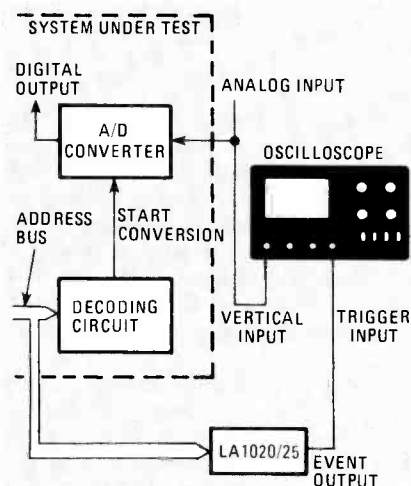 SYSTEM UNDER TEST
DIGITAL
OUTPUT
ANALOG INPUT
A/D
CONVERTER
OSCILLOSCOPE
ADDRESS
BUS
START
CONVERSION
DECODING
CIRCUIT
VERTICAL
INPUT
TRIGGER
INPUT
LA1020/25
EVENT
OUTPUT